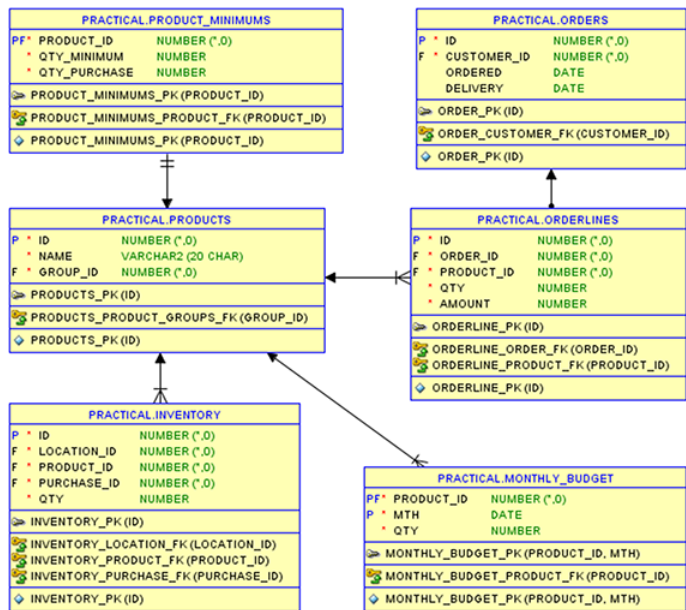 PRACTICAL.PRODUCT_MINIMUMS
PF* PRODUCT_ID NUMBER (*,0)
* QTY_MINIMUM NUMBER
* QTY_PURCHASE NUMBER
PRODUCT_MINIMUMS_PK (PRODUCT_ID)
PRODUCT_MINIMUMS_PRODUCT_FK (PRODUCT_ID)
PRODUCT_MINIMUMS_PK (PRODUCT_ID)
PRACTICAL.ORDERS
P * ID NUMBER (*,0)
F * CUSTOMER_ID NUMBER (*,0)
ORDERED DATE
DELIVERY DATE
ORDER_PK (ID)
ORDER_CUSTOMER_FK (CUSTOMER_ID)
ORDER_PK (ID)
PRACTICAL.PRODUCTS
P * ID NUMBER (*,0)
* NAME VARCHAR2 (20 CHAR)
F * GROUP_ID NUMBER (*,0)
PRODUCTS_PK (ID)
PRODUCTS_PRODUCT_GROUPS_FK (GROUP_ID)
PRODUCTS_PK (ID)
PRACTICAL.ORDERLINES
P * ID NUMBER (*,0)
F * ORDER_ID NUMBER (*,0)
F * PRODUCT_ID NUMBER (*,0)
* QTY NUMBER
* AMOUNT NUMBER
ORDERLINE_PK (ID)
ORDERLINE_ORDER_FK (ORDER_ID)
ORDERLINE_PRODUCT_FK (PRODUCT_ID)
ORDERLINE_PK (ID)
PRACTICAL.INVENTORY
P * ID NUMBER (*,0)
F * LOCATION_ID NUMBER (*,0)
F * PRODUCT_ID NUMBER (*,0)
F * PURCHASE_ID NUMBER (*,0)
* QTY NUMBER
INVENTORY_PK (ID)
INVENTORY_LOCATION_FK (LOCATION_ID)
INVENTORY_PRODUCT_FK (PRODUCT_ID)
INVENTORY_PURCHASE_FK (PURCHASE_ID)
INVENTORY_PK (ID)
PRACTICAL.MONTHLY_BUDGET
PF* PRODUCT_ID NUMBER (*,0)
P * MTH DATE
* QTY NUMBER
MONTHLY_BUDGET_PK (PRODUCT_ID, MTH)
MONTHLY_BUDGET_PRODUCT_FK (PRODUCT_ID)
MONTHLY_BUDGET_PK (PRODUCT_ID, MTH)